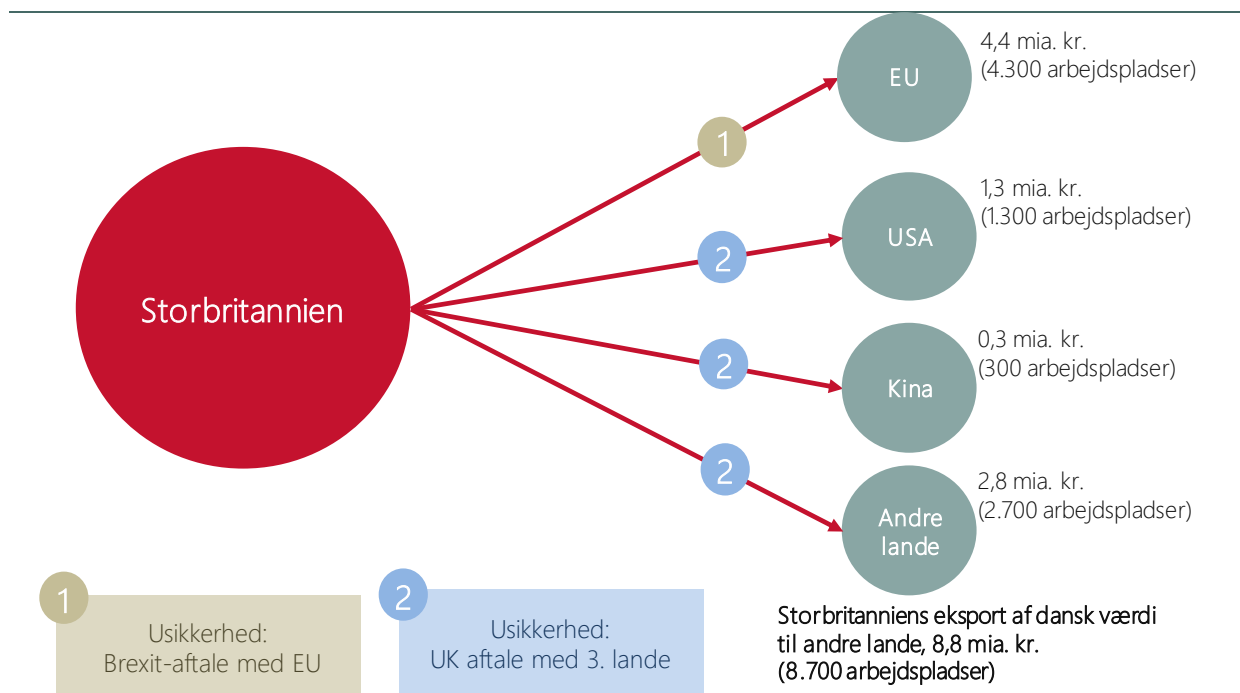 4,4 mia. kr.
(4.300 arbejdspladser)
EU
1
1,3 mia. kr.
(1.300 arbejdspladser)
USA
2
Storbritannien
0,3 mia. kr.
(300 arbejdspladser)
Kina
2
2,8 mia. kr.
(2.700 arbejdspladser)
Andre
lande
2
1
Usikkerhed:
Brexit-aftale med EU
2
Usikkerhed:
UK aftale med 3. lande
Storbritanniens eksport af dansk værdi
til andre lande, 8,8 mia. kr.
(8.700 arbejdspladser)